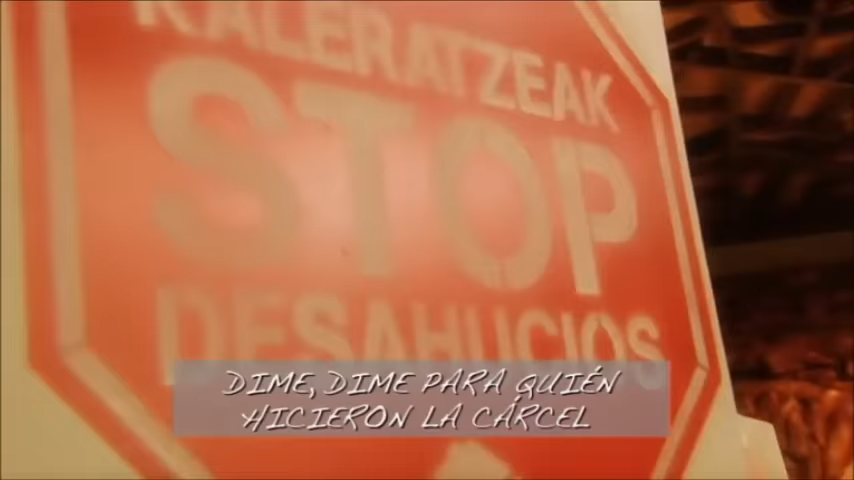 KALERATZEAK
STOP
DESAHUCIOS
DIME, DIME PARA QUIÉN
HICIERON LA CÁRCEL